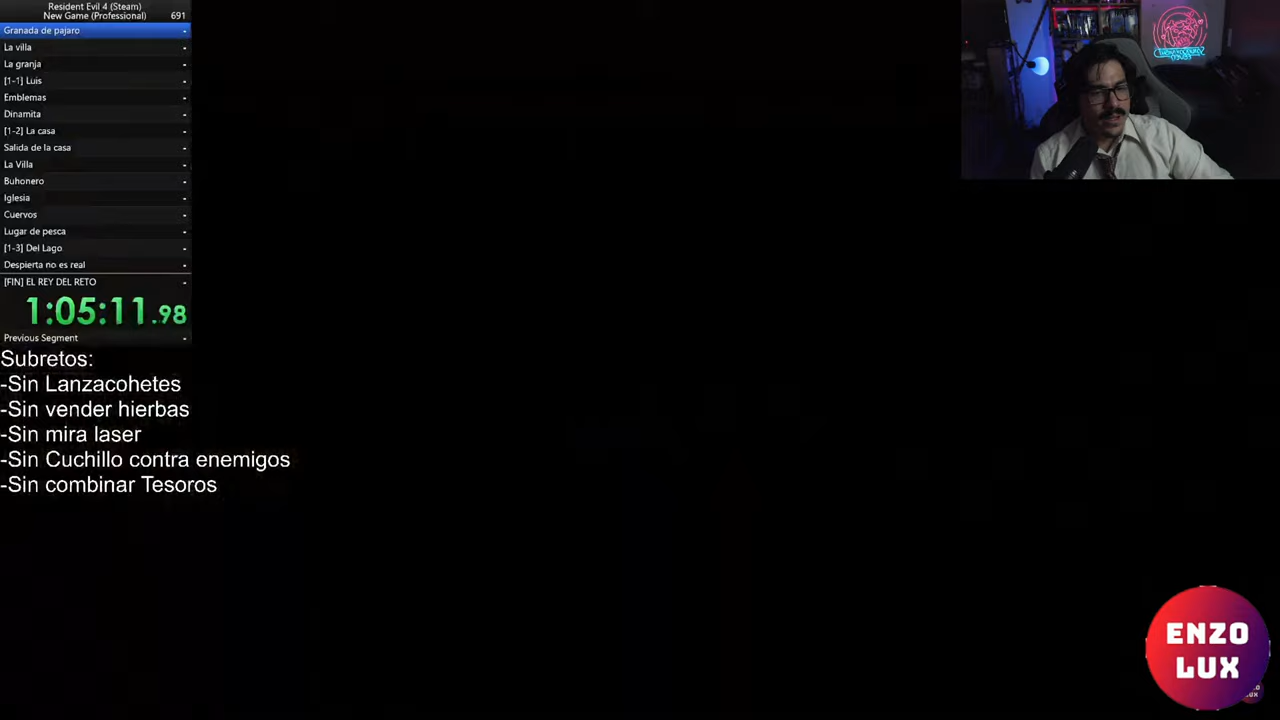 Resident Evil 4 (Steam)
New Game (Professional) 691
Granada de pajaro -
La villa -
La granja -
[1-1] Luis -
Emblemas -
Dinamita -
[1-2] La casa -
Salida de la casa -
La Villa -
Buhonero -
Iglesia -
Cuervos -
Lugar de pesca -
[1-3] Del Lago -
Despierta no es real -
[FIN] EL REY DEL RETO -
1:05:11.98
Previous Segment -
Subretos:
-Sin Lanzacohetes
-Sin vender hierbas
-Sin mira laser
-Sin Cuchillo contra enemigos
-Sin combinar Tesoros
ENZO
LUX